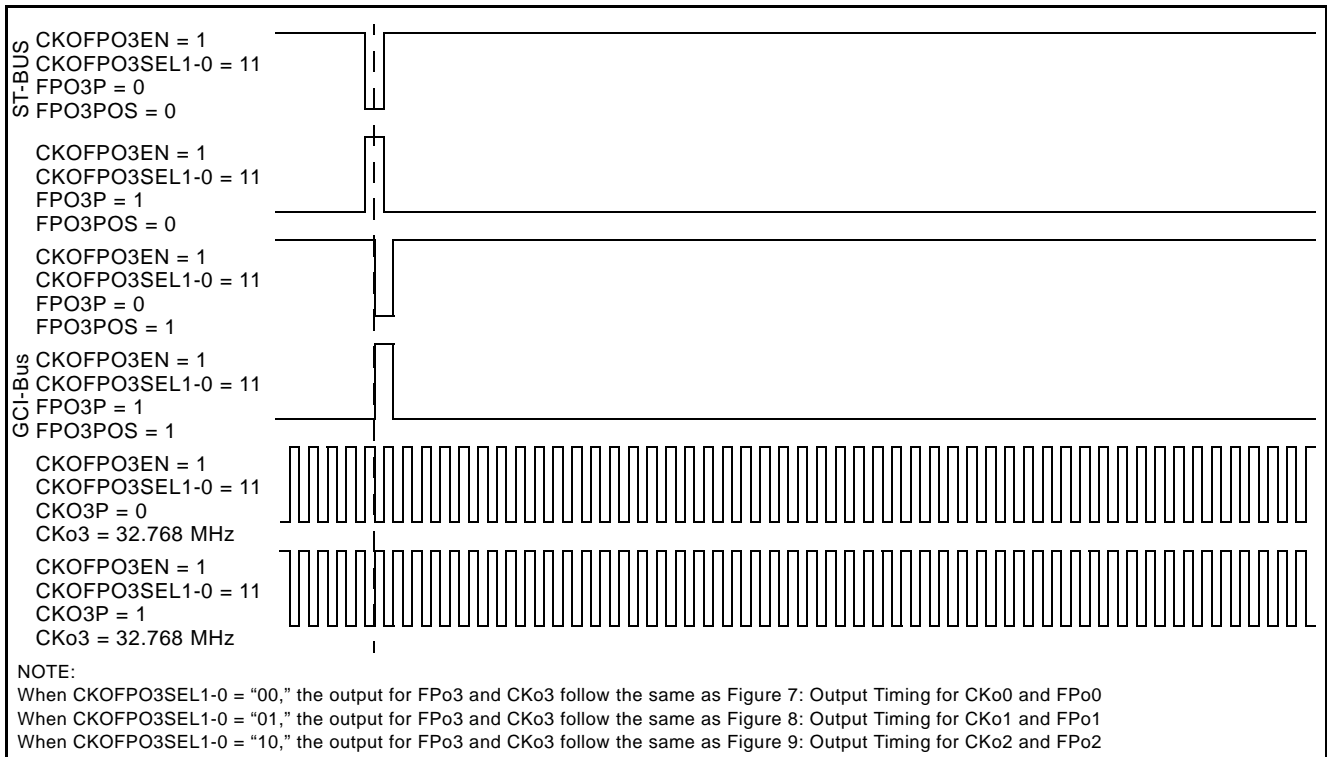 ST-BUS
CKOFPO3EN = 1
CKOFPO3SEL1-0 = 11
FPO3P = 0
FPO3POS = 0
CKOFPO3EN = 1
CKOFPO3SEL1-0 = 11
FPO3P = 1
FPO3POS = 0
CKOFPO3EN = 1
CKOFPO3SEL1-0 = 11
FPO3P = 0
FPO3POS = 1
GCI-Bus
CKOFPO3EN = 1
CKOFPO3SEL1-0 = 11
FPO3P = 1
FPO3POS = 1
CKOFPO3EN = 1
CKOFPO3SEL1-0 = 11
CKO3P = 0
CKo3 = 32.768 MHz
CKOFPO3EN = 1
CKOFPO3SEL1-0 = 11
CKO3P = 1
CKo3 = 32.768 MHz
NOTE:
When CKOFPO3SEL1-0 = “00,” the output for FPo3 and CKo3 follow the same as Figure 7: Output Timing for CKo0 and FPo0
When CKOFPO3SEL1-0 = “01,” the output for FPo3 and CKo3 follow the same as Figure 8: Output Timing for CKo1 and FPo1
When CKOFPO3SEL1-0 = “10,” the output for FPo3 and CKo3 follow the same as Figure 9: Output Timing for CKo2 and FPo2